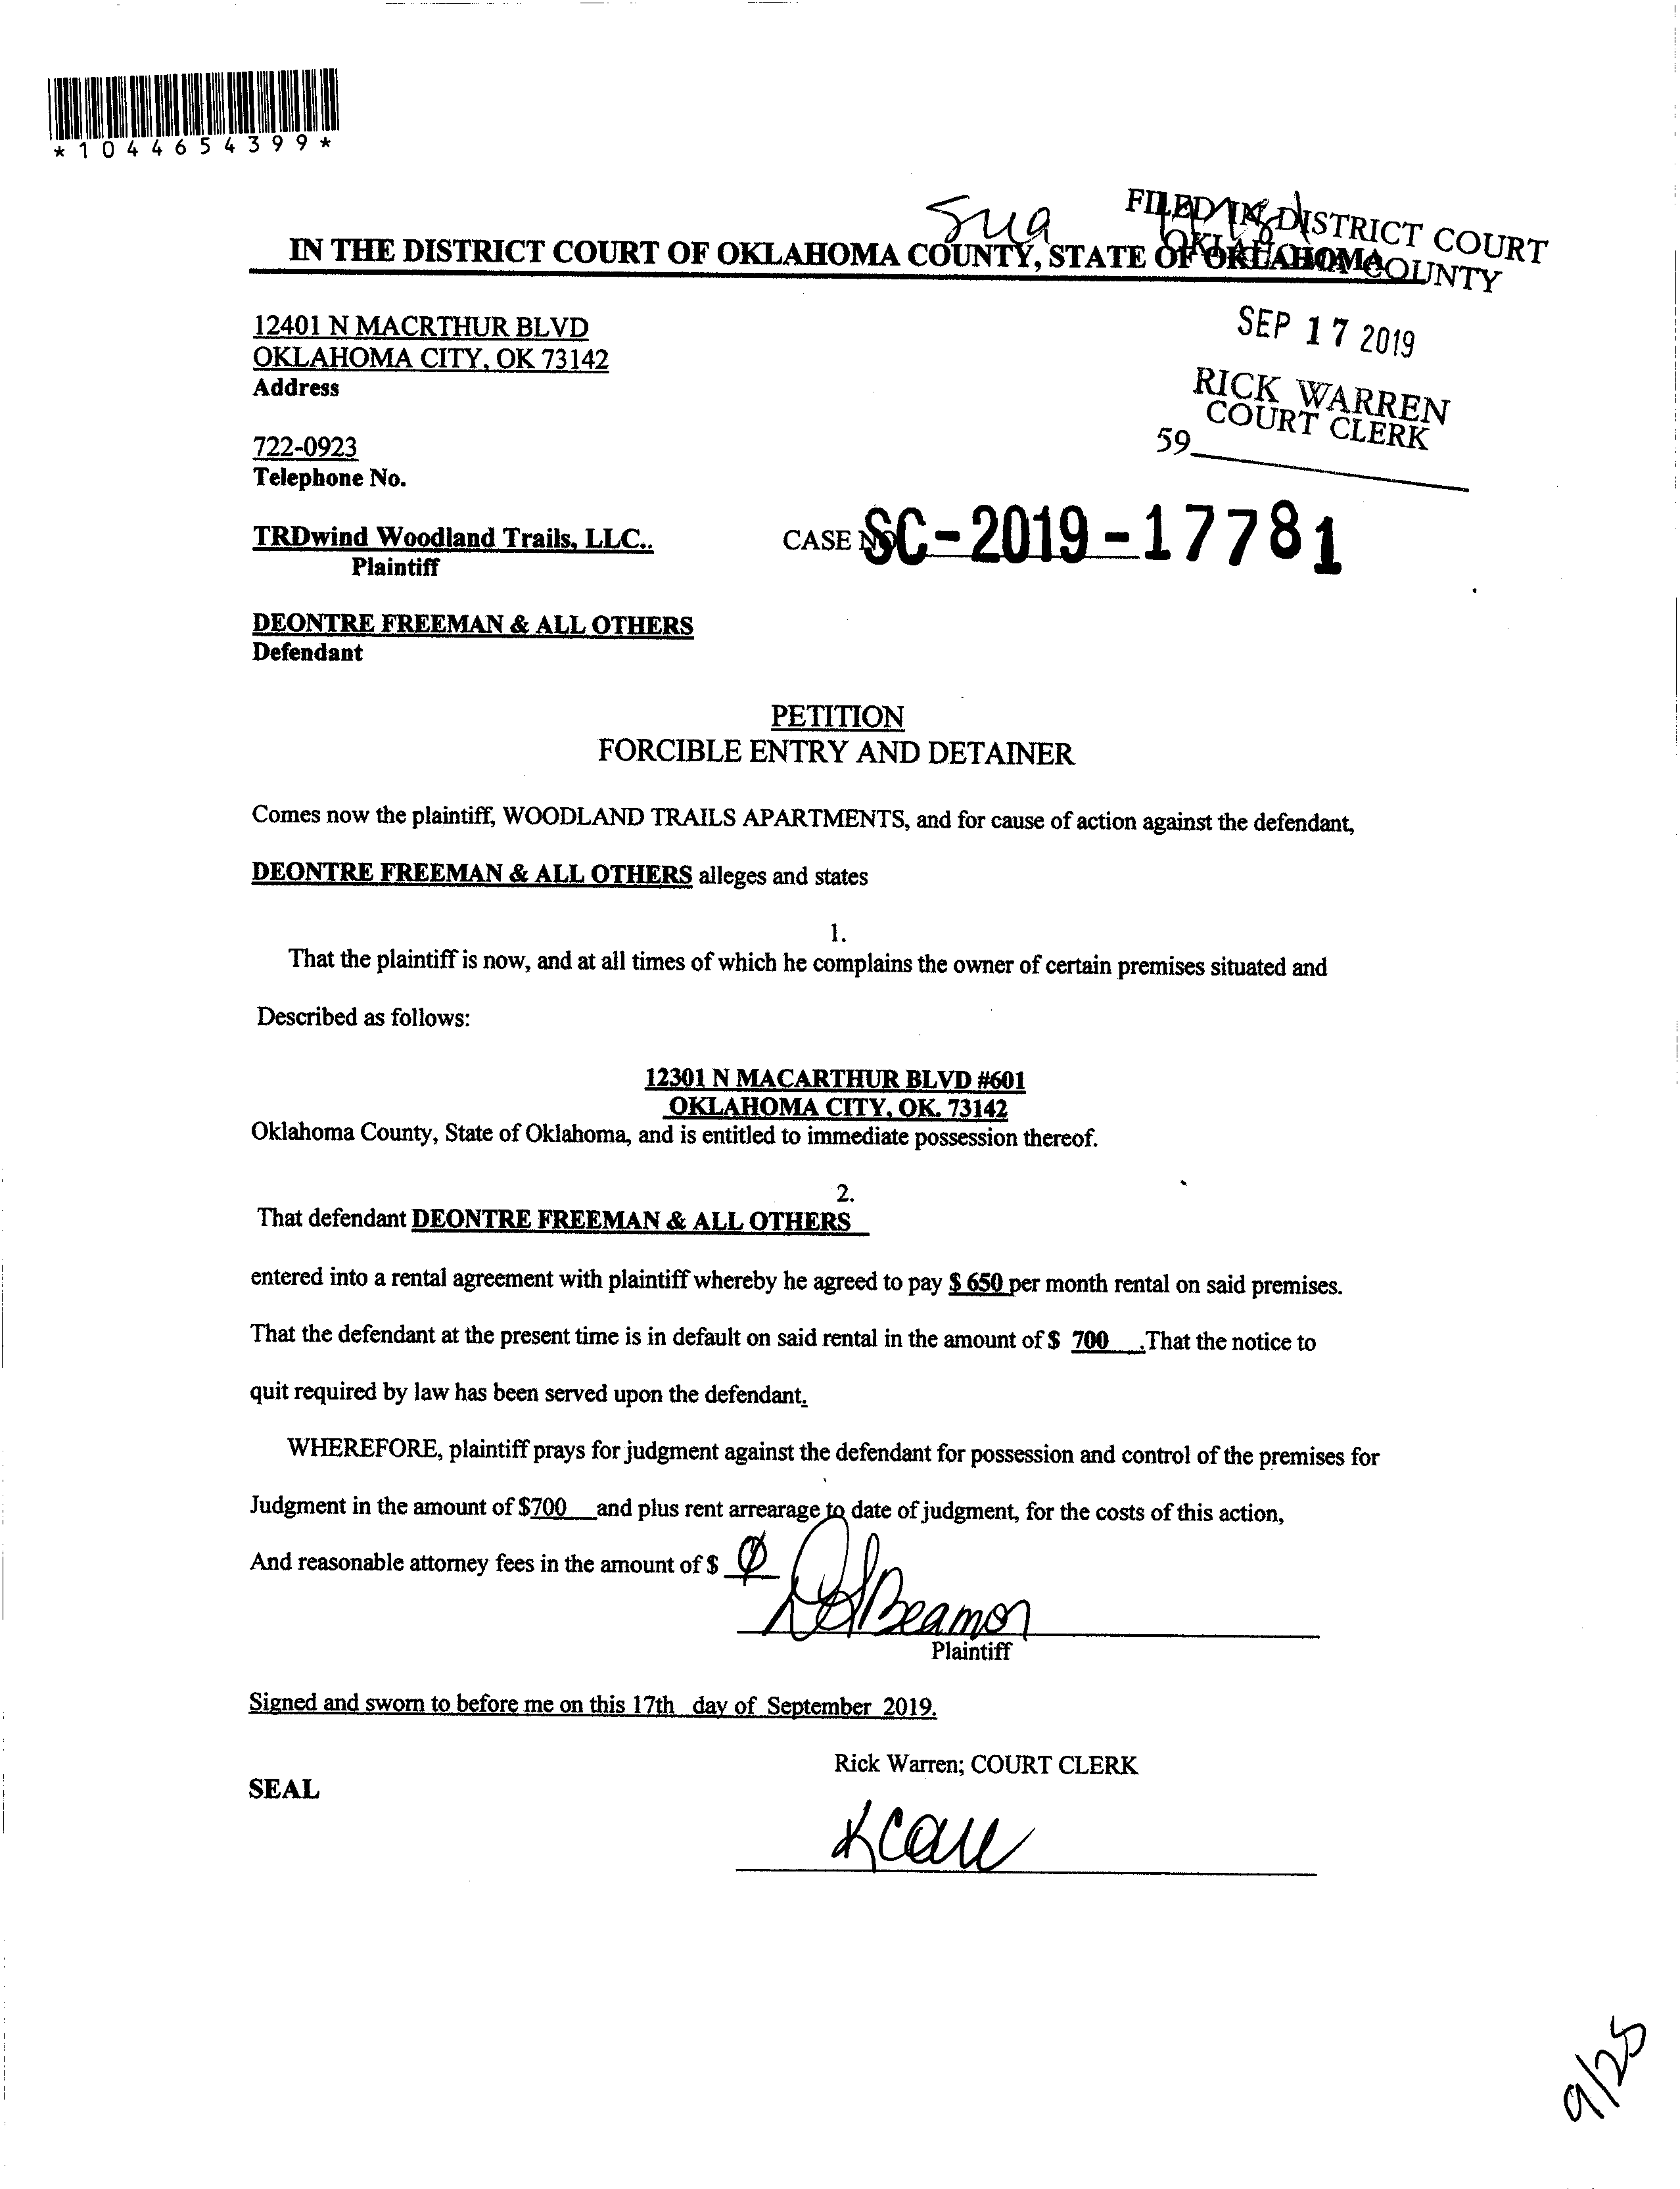 *1044654399*
FILED IN DISTRICT COURT
OKLAHOMA COUNTY
IN THE DISTRICT COURT OF OKLAHOMA COUNTY, STATE OF OKLAHOMA
SEP 17 2019
RICK WARREN
COURT CLERK
59
12401 N MACRTHUR BLVD
OKLAHOMA CITY, OK 73142
Address
722-0923
Telephone No.
TRDwind Woodland Trails, LLC..
Plaintiff
CASE NO SC-2019-17781
DEONTRE FREEMAN & ALL OTHERS
Defendant
PETITION
FORCIBLE ENTRY AND DETAINER
Comes now the plaintiff, WOODLAND TRAILS APARTMENTS, and for cause of action against the defendant,
DEONTRE FREEMAN & ALL OTHERS alleges and states
1.
That the plaintiff is now, and at all times of which he complains the owner of certain premises situated and
Described as follows:
12301 N MACARTHUR BLVD #601
OKLAHOMA CITY, OK. 73142
Oklahoma County, State of Oklahoma, and is entitled to immediate possession thereof.
2.
That defendant DEONTRE FREEMAN & ALL OTHERS
entered into a rental agreement with plaintiff whereby he agreed to pay $ 650 per month rental on said premises.
That the defendant at the present time is in default on said rental in the amount of $ 700 .That the notice to
quit required by law has been served upon the defendant.
WHEREFORE, plaintiff prays for judgment against the defendant for possession and control of the premises for
Judgment in the amount of $700 and plus rent arrearage to date of judgment, for the costs of this action,
And reasonable attorney fees in the amount of $ 0
Beamon
Plaintiff
Signed and sworn to before me on this 17th day of September 2019.
Rick Warren; COURT CLERK
SEAL
9/25